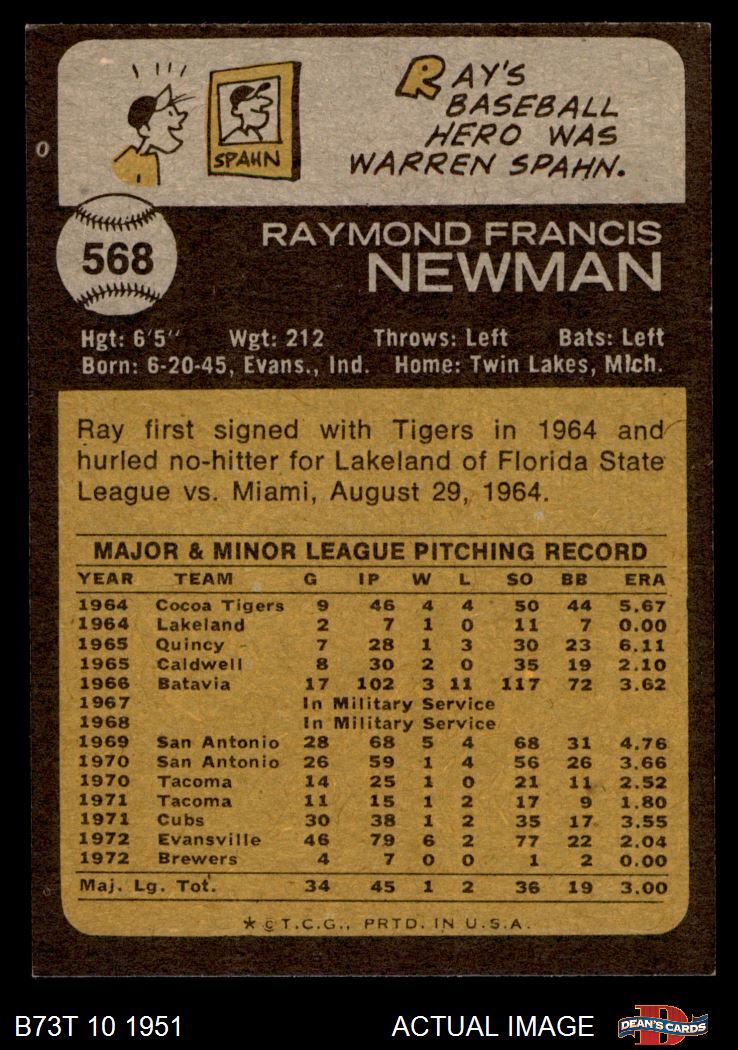 RAY'S
BASEBALL
HERO WAS
WARREN SPAHN.
SPAHN
568
RAYMOND FRANCIS
NEWMAN
Hgt: 6'5" Wgt: 212 Throws: Left Bats: Left
Born: 6-20-45, Evans., Ind. Home: Twin Lakes, Mich.
Ray first signed with Tigers in 1964 and
hurled no-hitter for Lakeland of Florida State
League vs. Miami, August 29, 1964.
MAJOR & MINOR LEAGUE PITCHING RECORD
YEAR TEAM G IP W L SO BB ERA
1964 Cocoa Tigers 9 46 4 4 50 44 5.67
1964 Lakeland 2 7 1 0 11 7 0.00
1965 Quincy 7 28 1 3 30 23 6.11
1965 Caldwell 8 30 2 0 35 19 2.10
1966 Batavia 17 102 3 11 117 72 3.62
1967 In Military Service
1968 In Military Service
1969 San Antonio 28 68 5 4 68 31 4.76
1970 San Antonio 26 59 1 4 56 26 3.66
1970 Tacoma 14 25 1 0 21 11 2.52
1971 Tacoma 11 15 1 2 17 9 1.80
1971 Cubs 30 38 1 2 35 17 3.55
1972 Evansville 46 79 6 2 77 22 2.04
1972 Brewers 4 7 0 0 1 2 0.00
Maj. Lg. Tot. 34 45 1 2 36 19 3.00
* © T.C.G., PRTD. IN U.S.A.
B73T 10 1951 ACTUAL IMAGE DEAN'S CARDS